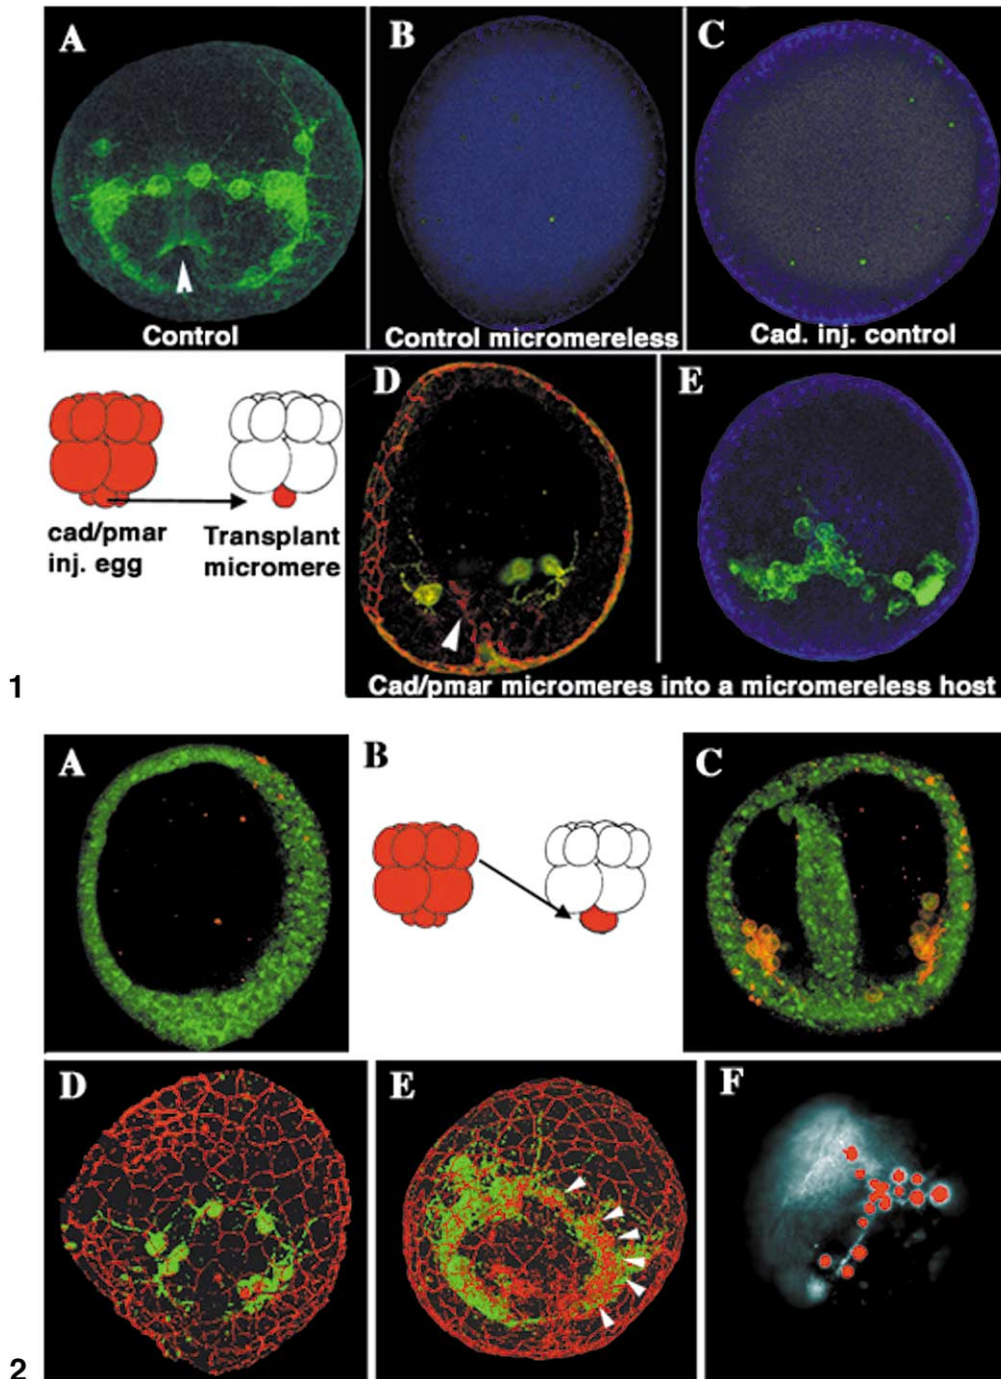 A
B
C
Control
Control micromereless
Cad. inj. control
D
E
cad/pmar
inj. egg
Transplant
micromere
Cad/pmar micromeres into a micromereless host
1
A
B
C
D
E
F
2